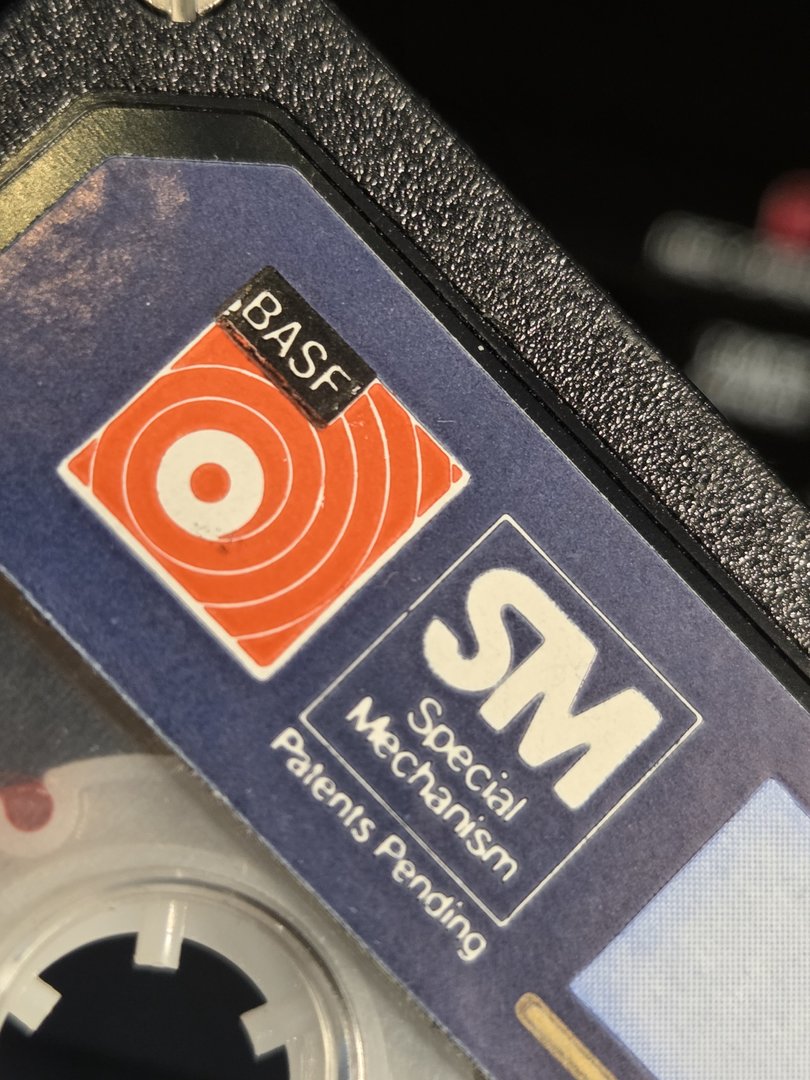 BASF
SM
Special
Mechanism
Patents Pending